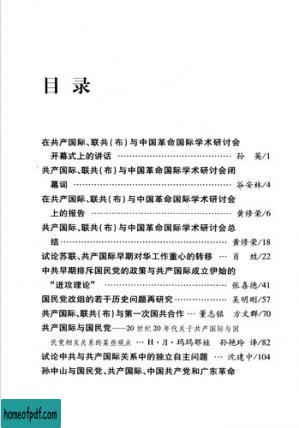 目录
在共产国际、联共(布)与中国革命国际学术研讨会
开幕式上的讲话 …………………… 孙 英/1
共产国际、联共(布)与中国革命国际学术研讨会闭
幕词 …………………… 谷安林/4
在共产国际、联共(布)与中国革命国际学术研讨会
上的报告 …………………… 黄修荣/6
共产国际、联共(布)与中国革命国际学术研讨会总
结 …………………… 黄修荣/18
试论苏联、共产国际早期对华工作重心的转移 …… 肖 甡/22
中共早期排斥国民党的政策与共产国际成立伊始的
“进攻理论” …………………… 张喜德/41
国民党改组的若干历史问题再研究 ……… 吴明刚/57
共产国际、联共(布)与第一次国共合作 … 董志铭 方文群/70
共产国际与国民党——20世纪20年代关于共产国际与国
民党相互关系的某些观点 … Н·Л·玛玛耶娃 孙艳玲 译/82
试论中共与共产国际关系中的独立自主问题 … 沈建中/104
孙中山与国民党、共产国际、中国共产党和广东革命
homeofpdf.com